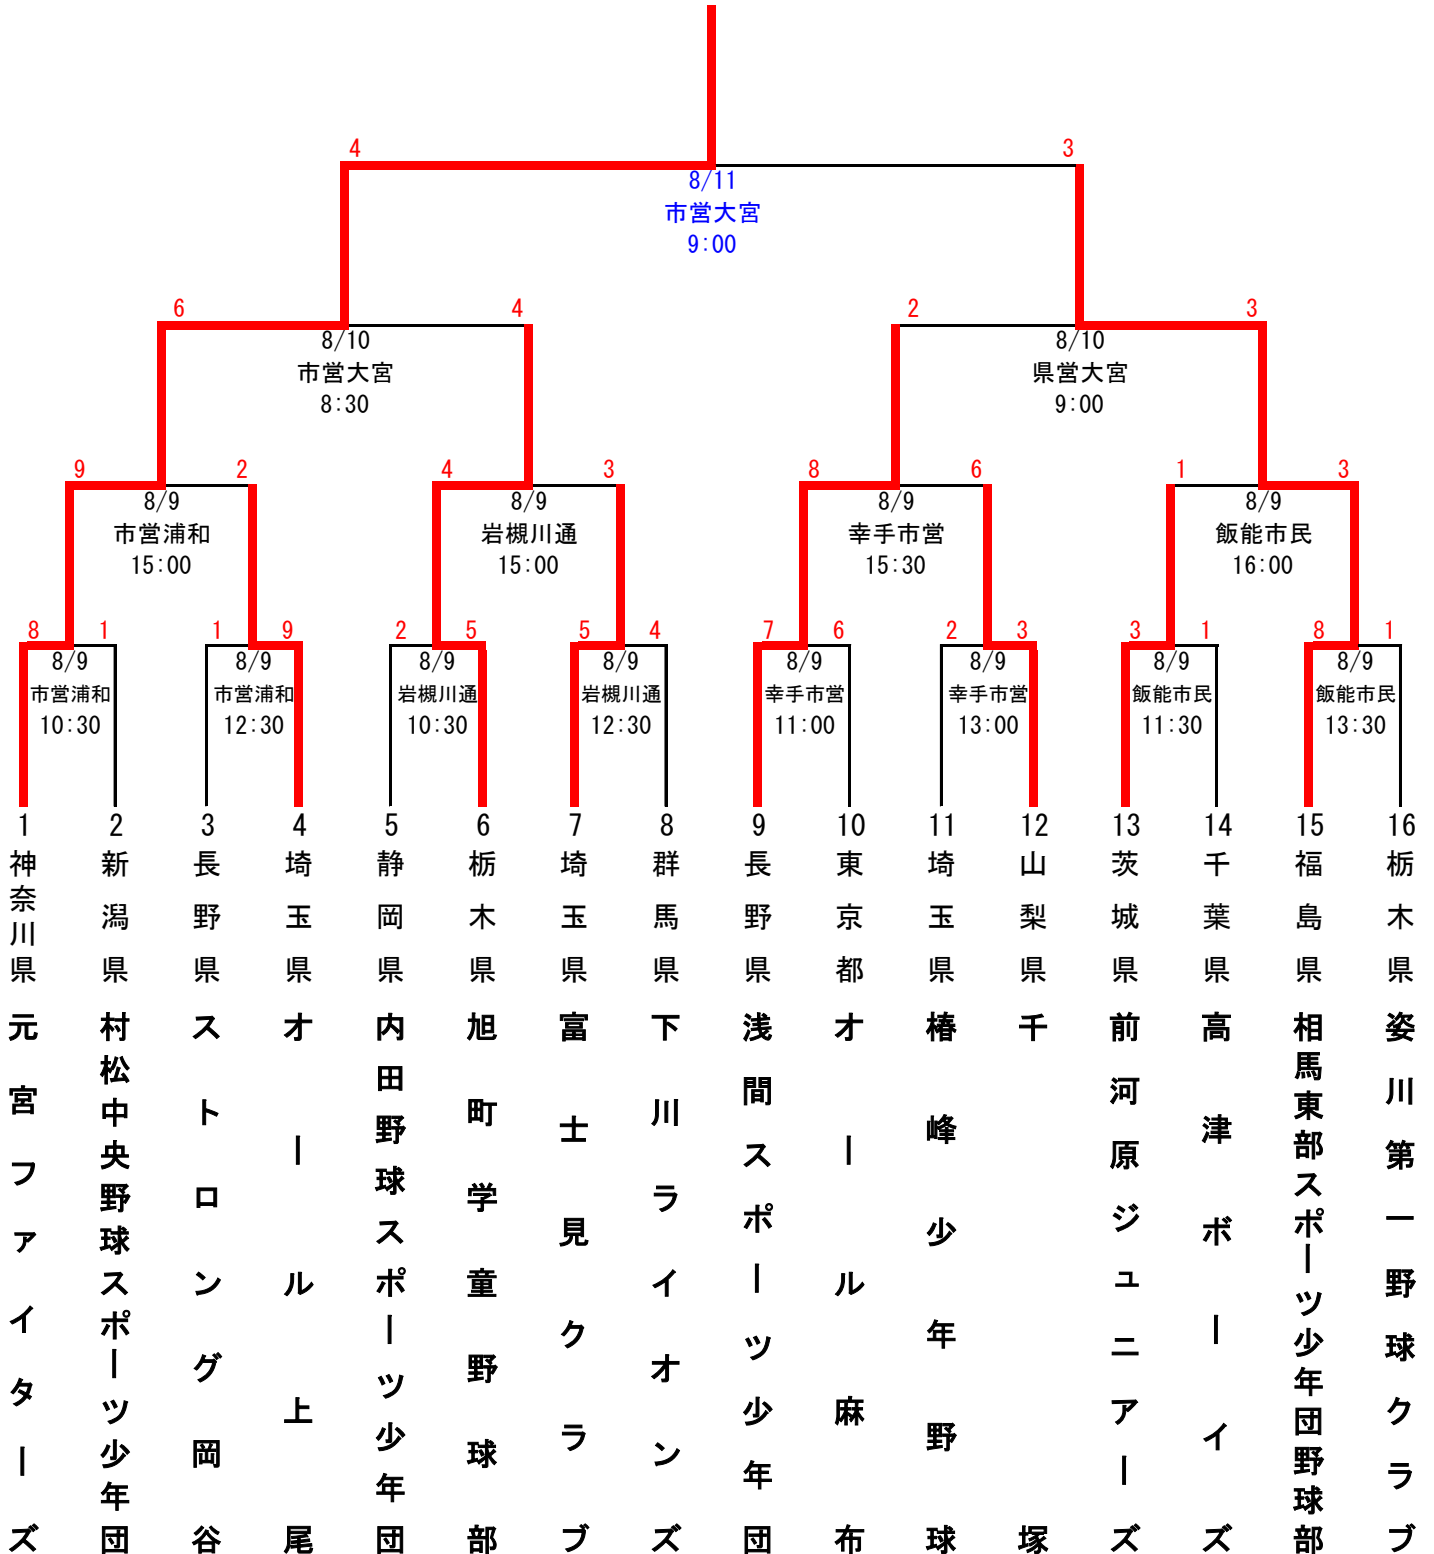 4 3
8/11
市営大宮
9:00
6 4 2 3
8/10 8/10
市営大宮 県営大宮
8:30 9:00
9 2 4 3 8 6 1 3
8/9 8/9 8/9 8/9
市営浦和 岩槻川通 幸手市営 飯能市民
15:00 15:00 15:30 16:00
8 1 1 9 2 5 5 4 7 6 2 3 3 1 8 1
8/9 8/9 8/9 8/9 8/9 8/9 8/9 8/9
市営浦和 市営浦和 岩槻川通 岩槻川通 幸手市営 幸手市営 飯能市民 飯能市民
10:30 12:30 10:30 12:30 11:00 13:00 11:30 13:30
1 2 3 4 5 6 7 8 9 10 11 12 13 14 15 16
神奈川県
新潟県
長野県
埼玉県
静岡県
栃木県
埼玉県
群馬県
長野県
東京都
埼玉県
山梨県
茨城県
千葉県
福島県
栃木県
元宮ファイターズ
村松中央野球スポーツ少年団
ストロング岡谷
オール上尾
内田野球スポーツ少年団
旭町学童野球部
富士見クラブ
下川ライオンズ
浅間スポーツ少年団
オール麻布
椿峰少年野球
千塚
前河原ジュニアーズ
高津ボーイズ
相馬東部スポーツ少年団野球部
姿川第一野球クラブ